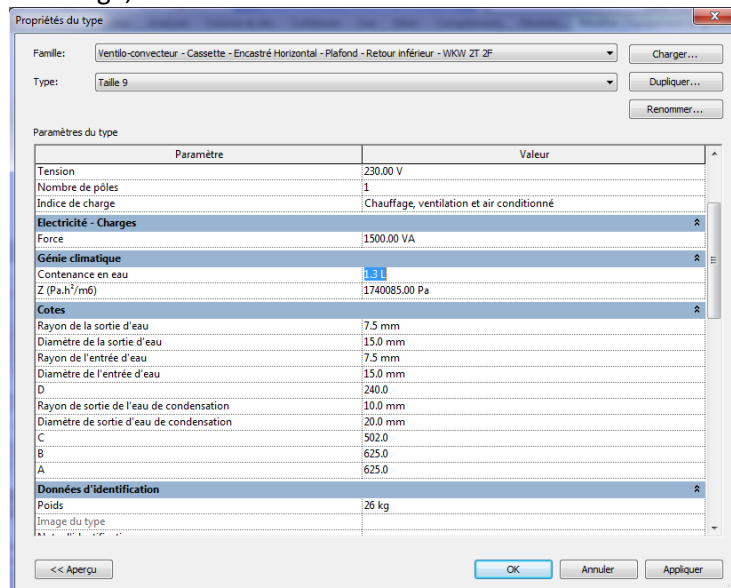 Propriétés du type
Famille: Ventilo-convecteur - Cassette - Encastré Horizontal - Plafond - Retour inférieur - WKW 2T 2F Charger...
Type: Taille 9 Dupliquer...
Renommer...
Paramètres du type
Paramètre Valeur
Tension 230.00 V
Nombre de pôles 1
Indice de charge Chauffage, ventilation et air conditionné
Electricité - Charges
Force 1500.00 VA
Génie climatique
Contenance en eau 1.3 L
Z (Pa.h²/m6) 1740085.00 Pa
Cotes
Rayon de la sortie d'eau 7.5 mm
Diamètre de la sortie d'eau 15.0 mm
Rayon de l'entrée d'eau 7.5 mm
Diamètre de l'entrée d'eau 15.0 mm
D 240.0
Rayon de sortie de l'eau de condensation 10.0 mm
Diamètre de sortie d'eau de condensation 20.0 mm
C 502.0
B 625.0
A 625.0
Données d'identification
Poids 26 kg
Image du type
<< Aperçu OK Annuler Appliquer